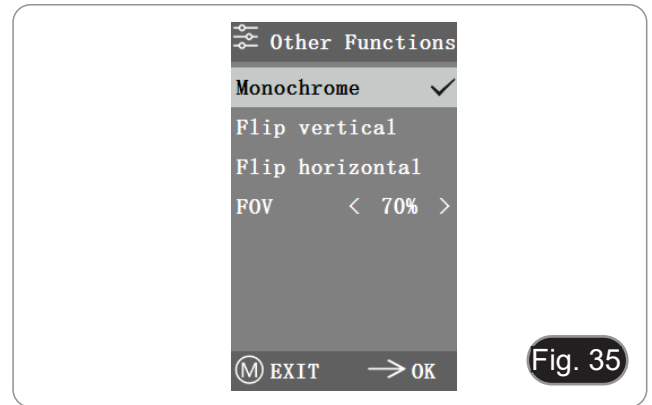 Other Functions
Monochrome
Flip vertical
Flip horizontal
FOV < 70% >
M EXIT → OK
Fig. 35